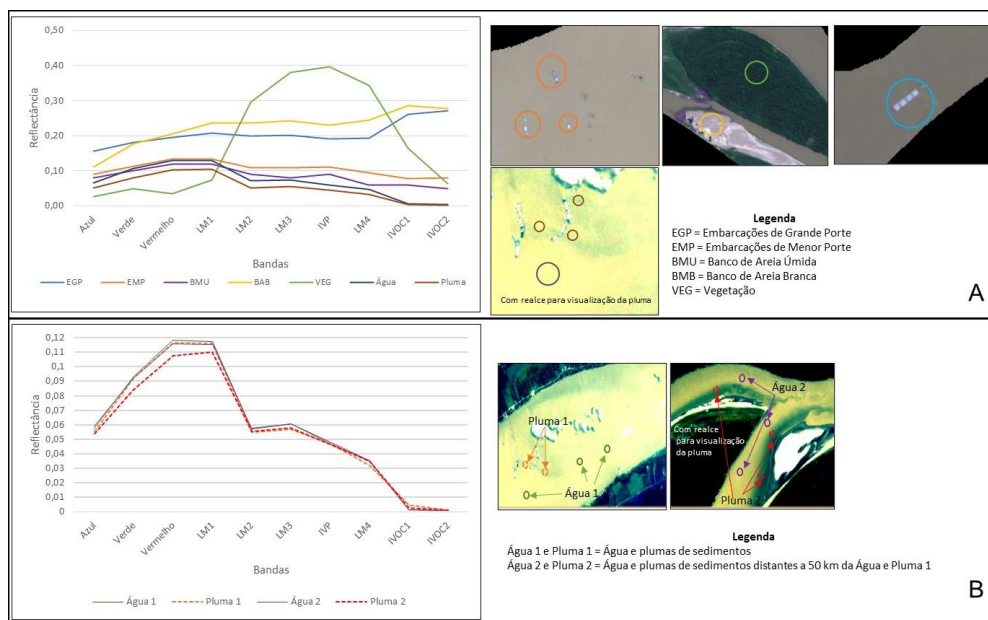 0,50
0,40
0,30
0,20
0,10
0,00
Reflectância
Azul
Verde
Vermelho
LM1
LM2
LM3
IVP
LM4
IVOC1
IVOC2
Bandas
EGP
EMP
BMU
BAB
VEG
Água
Pluma
Com realce para visualização da pluma
Legenda
EGP = Embarcações de Grande Porte
EMP = Embarcações de Menor Porte
BMU = Banco de Areia Úmida
BMB = Banco de Areia Branca
VEG = Vegetação
A
0,12
0,11
0,1
0,09
0,08
0,07
0,06
0,05
0,04
0,03
0,02
0,01
0
Reflectância
Azul
Verde
Vermelho
LM1
LM2
LM3
IVP
LM4
IVOC1
IVOC2
Bandas
Água 1
Pluma 1
Água 2
Pluma 2
Pluma 1
Água 1
Água 2
Com realce
para visualização
da pluma
Pluma 2
Legenda
Água 1 e Pluma 1 = Água e plumas de sedimentos
Água 2 e Pluma 2 = Água e plumas de sedimentos distantes a 50 km da Água e Pluma 1
B